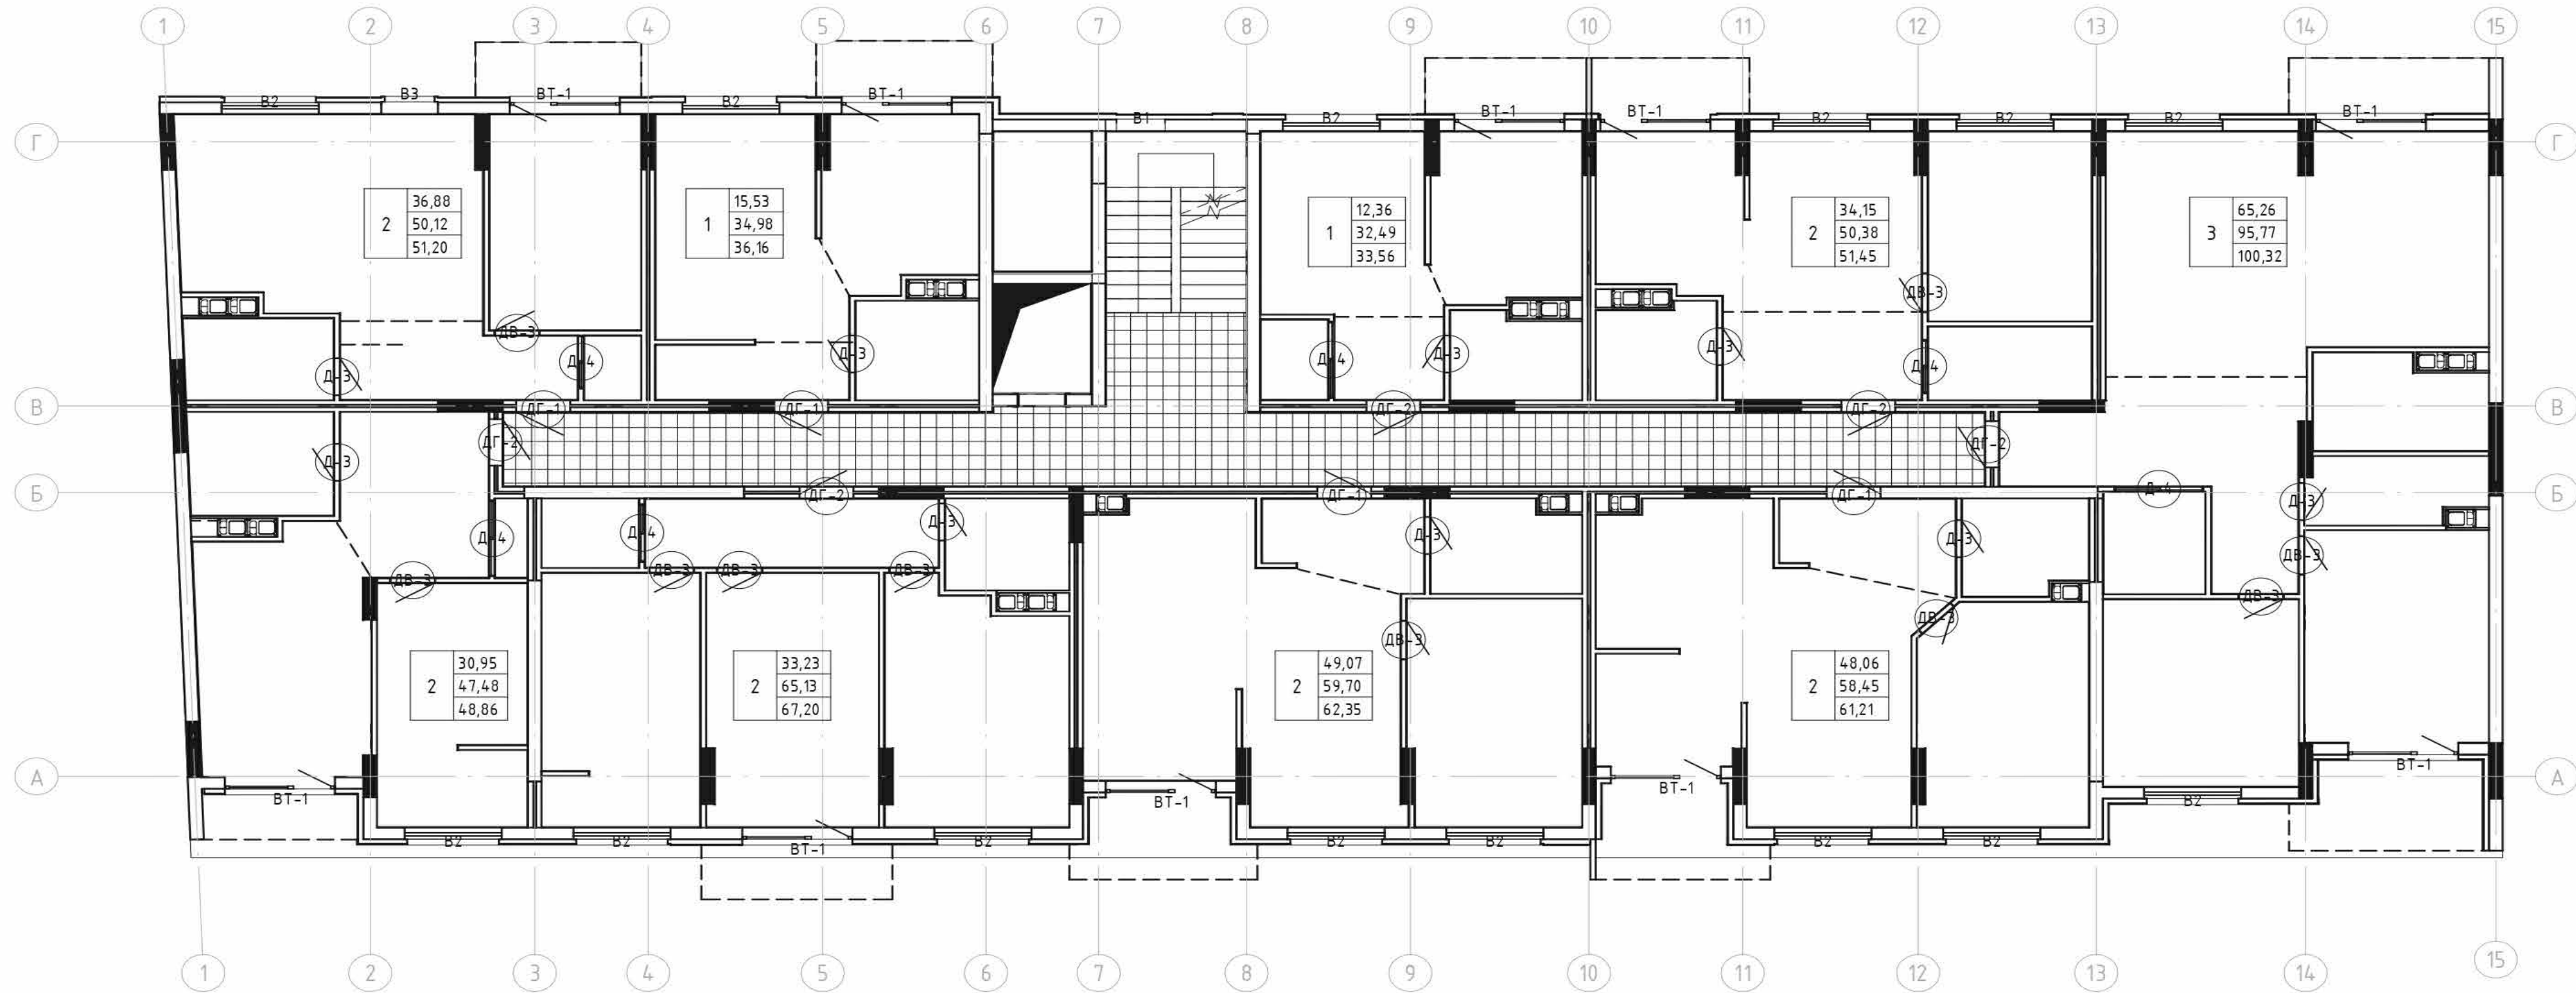 1 2 3 4 5 6 7 8 9 10 11 12 13 14 15
В2 В3 ВТ-1 В2 ВТ-1 В1 В2 ВТ-1 ВТ-1 В2 В2 В2 ВТ-1
Г Г
2
36,88
50,12
51,20
1
15,53
34,98
36,16
1
12,36
32,49
33,56
2
34,15
50,38
51,45
3
65,26
95,77
100,32
ДВ-3 ДВ-3
Д-3 Д-4 Д-3 Д-4 Д-3 Д-3 Д-4
В ДГ-1 ДГ-1 ДГ-2 ДГ-2 В
Д-3 ДГ-2 ДГ-2
Б ДГ-2 ДГ-1 ДГ-1 Д-4 Д-3 Б
Д-4 Д-4 Д-3 Д-3 Д-3 ДВ-3
ДВ-3 ДВ-3 ДВ-3 ДВ-3 ДВ-3
ДВ-3 ДВ-3
2
30,95
47,48
48,86
2
33,23
65,13
67,20
2
49,07
59,70
62,35
2
48,06
58,45
61,21
А А
ВТ-1 ВТ-1 ВТ-1 ВТ-1 В2
В2 В2 ВТ-1 В2 В2 В2 В2 В2
1 2 3 4 5 6 7 8 9 10 11 12 13 14 15